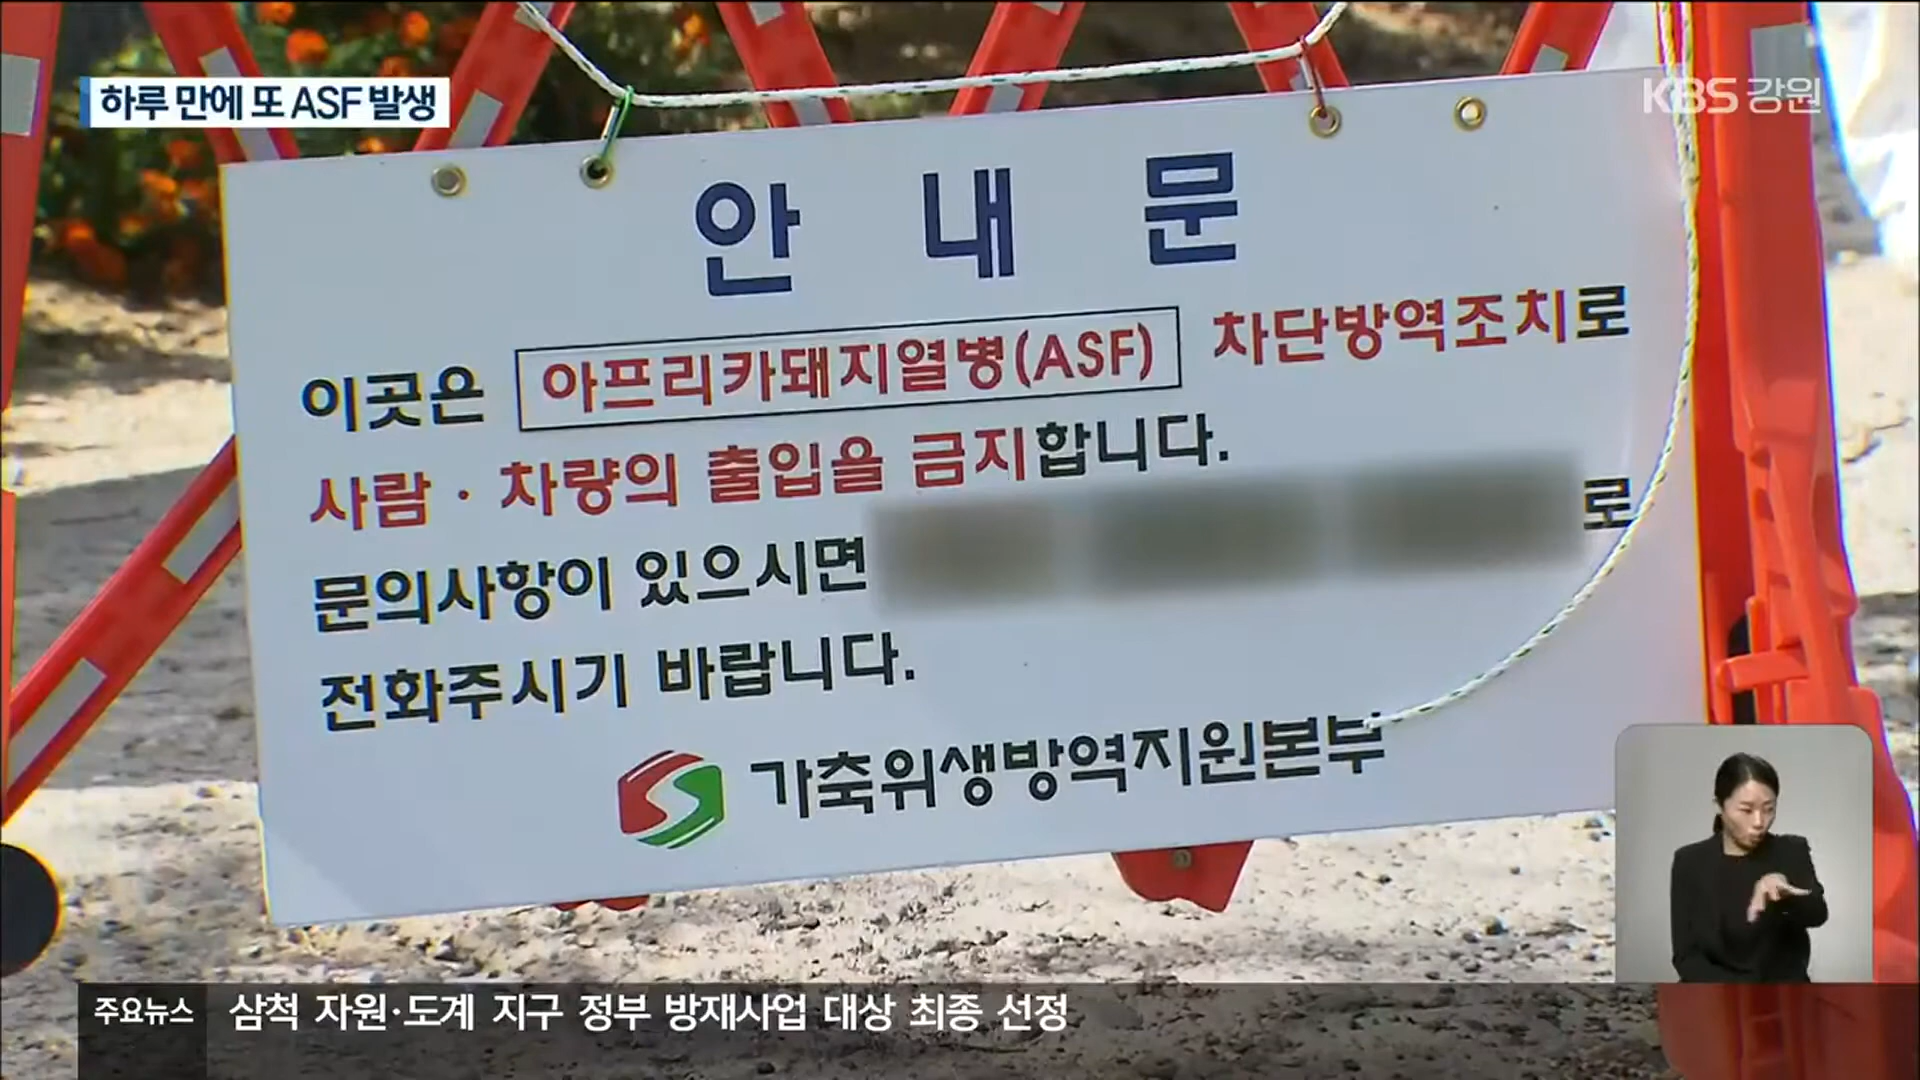 하루 만에 또 ASF 발생
KBS 강원
안 내 문
이곳은 아프리카돼지열병(ASF) 차단방역조치로
사람·차량의 출입을 금지합니다.
문의사항이 있으시면 로
전화주시기 바랍니다.
가축위생방역지원본부
주요뉴스 삼척 자원·도계 지구 정부 방재사업 대상 최종 선정